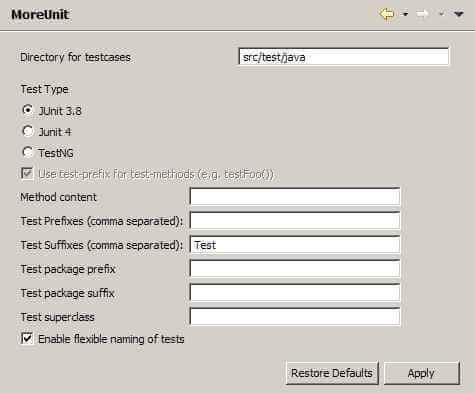 MoreUnit
Directory for testcases src/test/java
Test Type
JUnit 3.8
Junit 4
TestNG
Use test-prefix for test-methods (e.g. testFoo())
Method content
Test Prefixes (comma separated):
Test Suffixes (comma separated): Test
Test package prefix
Test package suffix
Test superclass
Enable flexible naming of tests
Restore Defaults Apply